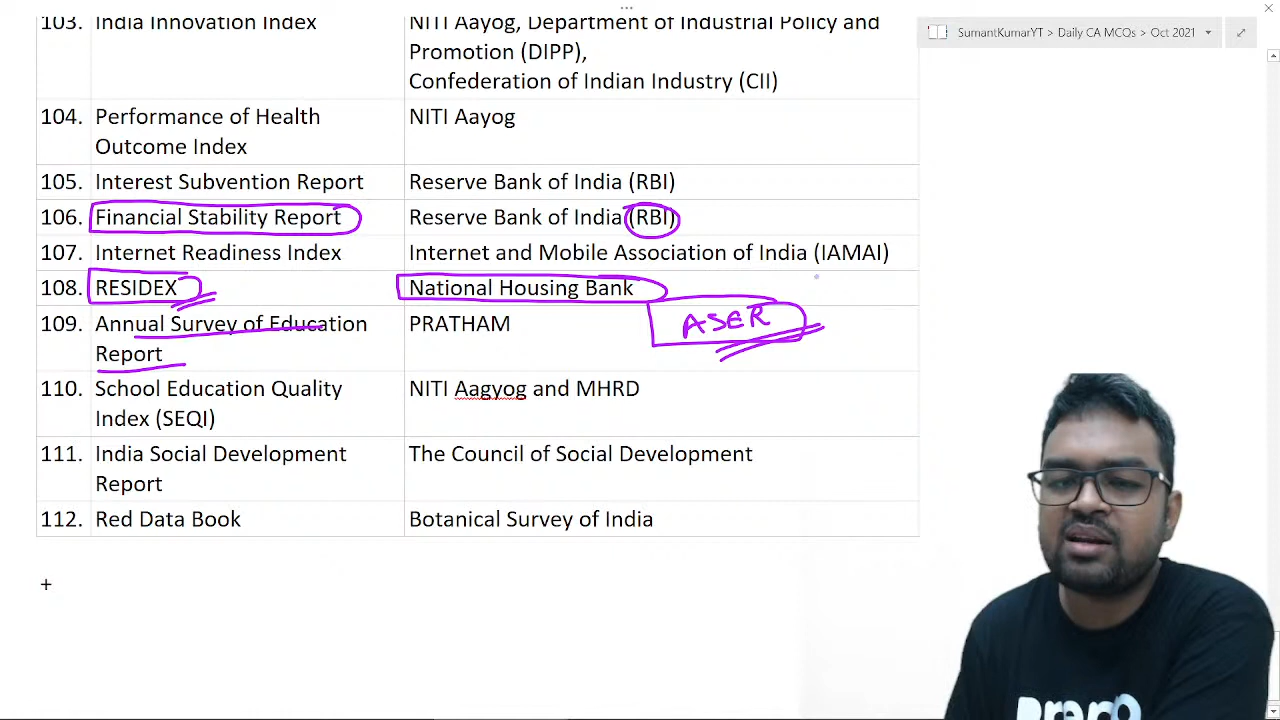 SumantKumarYT > Daily CA MCQs > Oct 2021
103. India Innovation Index NITI Aayog, Department of Industrial Policy and
Promotion (DIPP),
Confederation of Indian Industry (CII)
104. Performance of Health NITI Aayog
Outcome Index
105. Interest Subvention Report Reserve Bank of India (RBI)
106. Financial Stability Report Reserve Bank of India (RBI)
107. Internet Readiness Index Internet and Mobile Association of India (IAMAI)
108. RESIDEX National Housing Bank
109. Annual Survey of Education PRATHAM ASER
Report
110. School Education Quality NITI Aagyog and MHRD
Index (SEQI)
111. India Social Development The Council of Social Development
Report
112. Red Data Book Botanical Survey of India
+